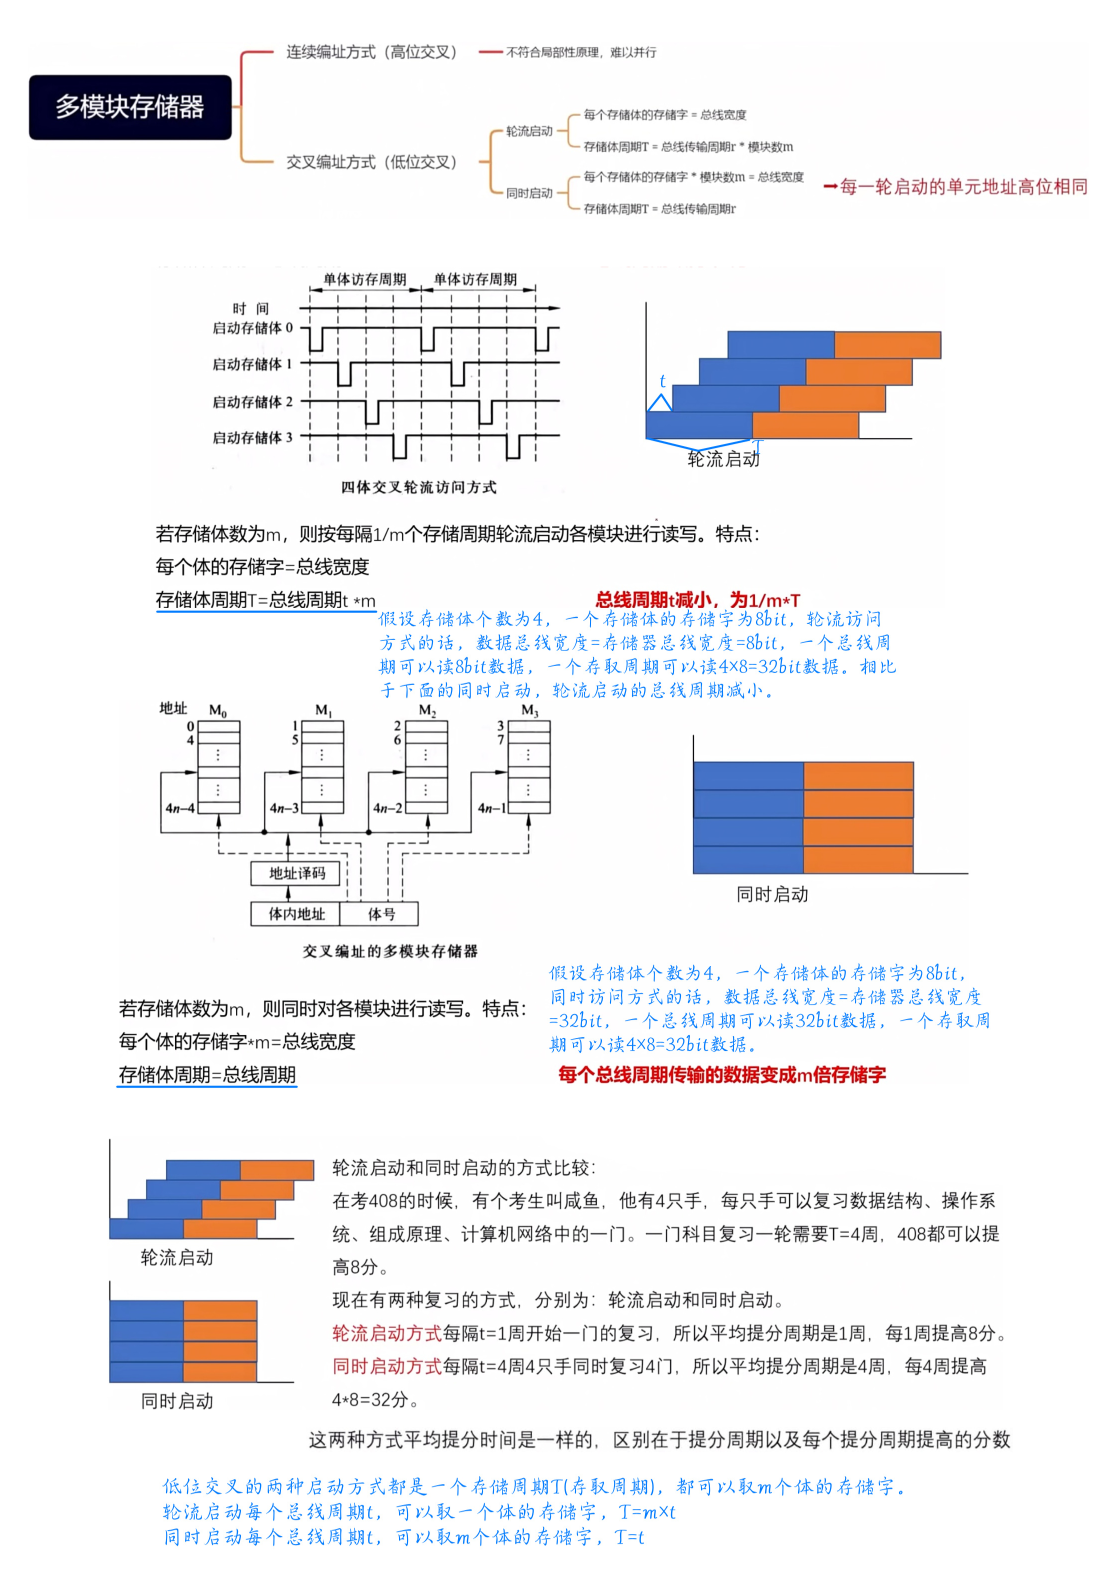 多模块存储器
连续编址方式（高位交叉）
不符合局部性原理，难以并行
交叉编址方式（低位交叉）
轮流启动
每个存储体的存储字 = 总线宽度
存储体周期T = 总线传输周期r * 模块数m
同时启动
每个存储体的存储字 * 模块数m = 总线宽度
存储体周期T = 总线传输周期r
➡每一轮启动的单元地址高位相同
单体访存周期 单体访存周期
时 间
启动存储体 0
启动存储体 1
启动存储体 2
启动存储体 3
四体交叉轮流访问方式
t
T
轮流启动
若存储体数为m，则按每隔1/m个存储周期轮流启动各模块进行读写。特点：
每个体的存储字=总线宽度
存储体周期T=总线周期t *m
总线周期t减小，为1/m*T
假设存储体个数为4，一个存储体的存储字为8bit，轮流访问
方式的话，数据总线宽度=存储器总线宽度=8bit，一个总线周
期可以读8bit数据，一个存取周期可以读4×8=32bit数据。相比
于下面的同时启动，轮流启动的总线周期减小。
地址 M0 M1 M2 M3
0 1 2 3
4 5 6 7
4n−4 4n−3 4n−2 4n−1
地址译码
体内地址 体号
交叉编址的多模块存储器
同时启动
假设存储体个数为4，一个存储体的存储字为8bit，
同时访问方式的话，数据总线宽度=存储器总线宽度
=32bit，一个总线周期可以读32bit数据，一个存取周
期可以读4×8=32bit数据。
若存储体数为m，则同时对各模块进行读写。特点：
每个体的存储字*m=总线宽度
存储体周期=总线周期
每个总线周期传输的数据变成m倍存储字
轮流启动
同时启动
轮流启动和同时启动的方式比较：
在考408的时候，有个考生叫咸鱼，他有4只手，每只手可以复习数据结构、操作系
统、组成原理、计算机网络中的一门。一门科目复习一轮需要T=4周，408都可以提
高8分。
现在有两种复习的方式，分别为：轮流启动和同时启动。
轮流启动方式每隔t=1周开始一门的复习，所以平均提分周期是1周，每1周提高8分。
同时启动方式每隔t=4周4只手同时复习4门，所以平均提分周期是4周，每4周提高
4*8=32分。
这两种方式平均提分时间是一样的，区别在于提分周期以及每个提分周期提高的分数
低位交叉的两种启动方式都是一个存储周期T(存取周期)，都可以取m个体的存储字。
轮流启动每个总线周期t，可以取一个体的存储字，T=m×t
同时启动每个总线周期t，可以取m个体的存储字，T=t